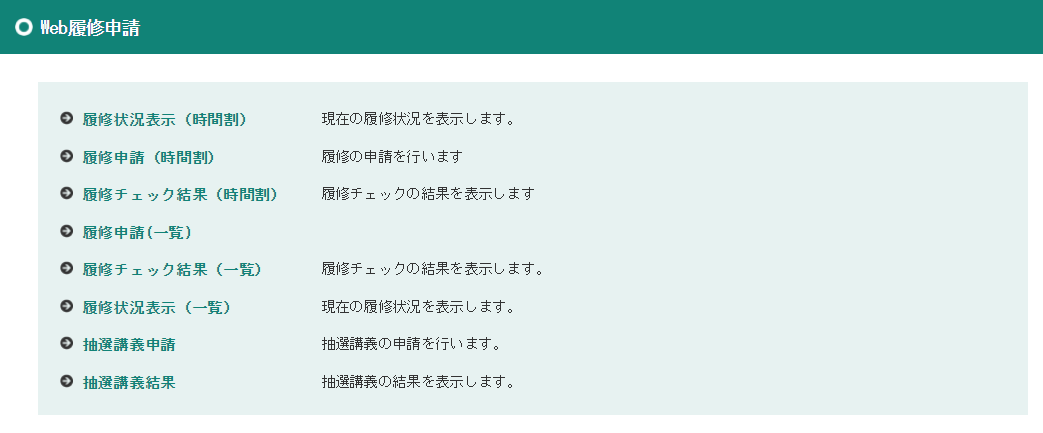 Web履修申請
履修状況表示（時間割） 現在の履修状況を表示します。
履修申請（時間割） 履修の申請を行います
履修チェック結果（時間割） 履修チェックの結果を表示します
履修申請(一覧)
履修チェック結果（一覧） 履修チェックの結果を表示します。
履修状況表示（一覧） 現在の履修状況を表示します。
抽選講義申請 抽選講義の申請を行います。
抽選講義結果 抽選講義の結果を表示します。